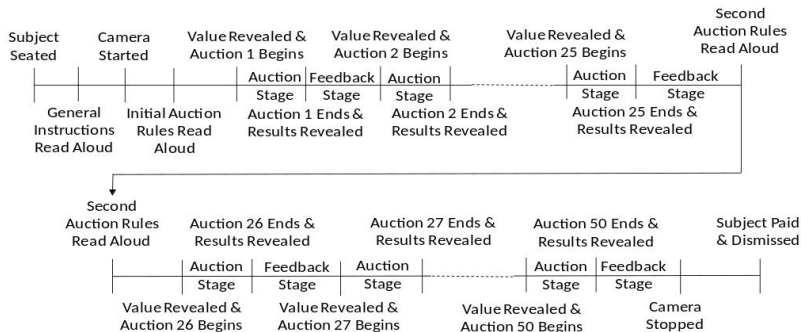 Subject
Seated
Camera
Started
Value Revealed &
Auction 1 Begins
Value Revealed &
Auction 2 Begins
Value Revealed &
Auction 25 Begins
Second
Auction Rules
Read Aloud
Auction
Stage
Feedback
Stage
Auction
Stage
Auction
Stage
Feedback
Stage
General
Instructions
Read Aloud
Initial Auction
Rules Read
Aloud
Auction 1 Ends &
Results Revealed
Auction 2 Ends &
Results Revealed
Auction 25 Ends &
Results Revealed
Second
Auction Rules
Read Aloud
Auction 26 Ends &
Results Revealed
Auction 27 Ends &
Results Revealed
Auction 50 Ends &
Results Revealed
Subject Paid
& Dismissed
Auction
Stage
Feedback
Stage
Auction
Stage
Auction
Stage
Feedback
Stage
Value Revealed &
Auction 26 Begins
Value Revealed &
Auction 27 Begins
Value Revealed &
Auction 50 Begins
Camera
Stopped